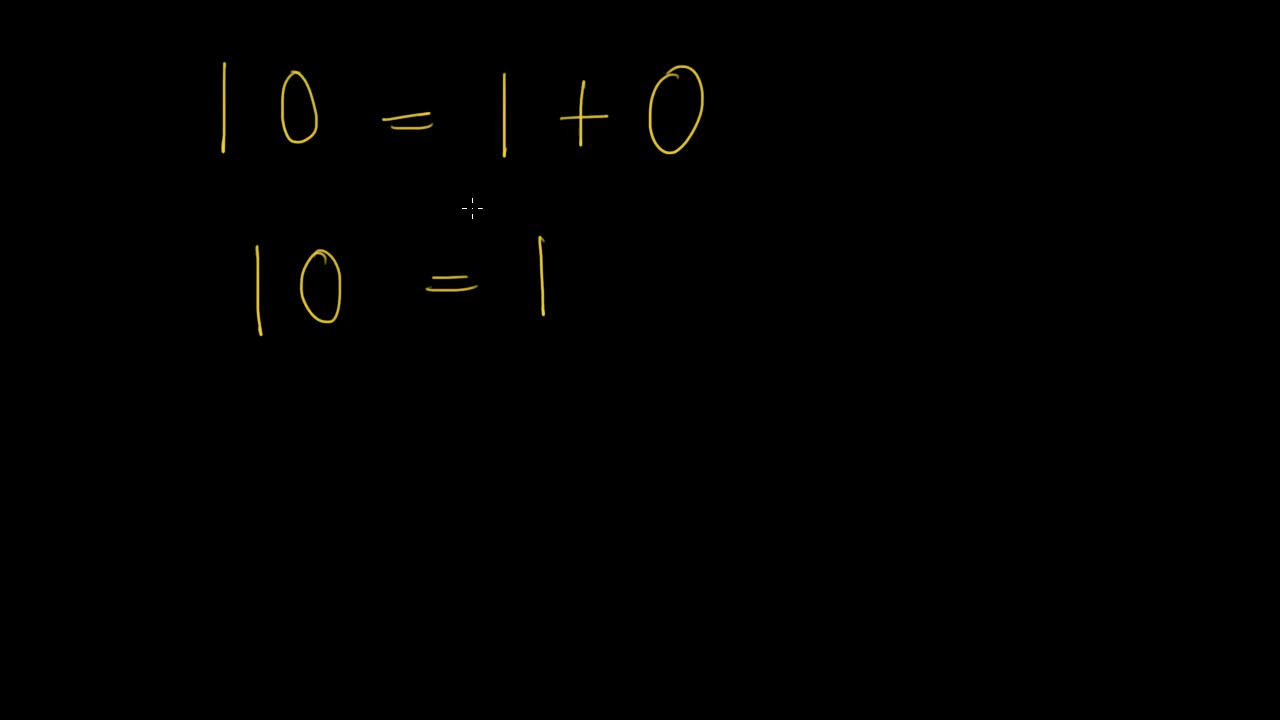 10 = 1 + 0
10 = 1